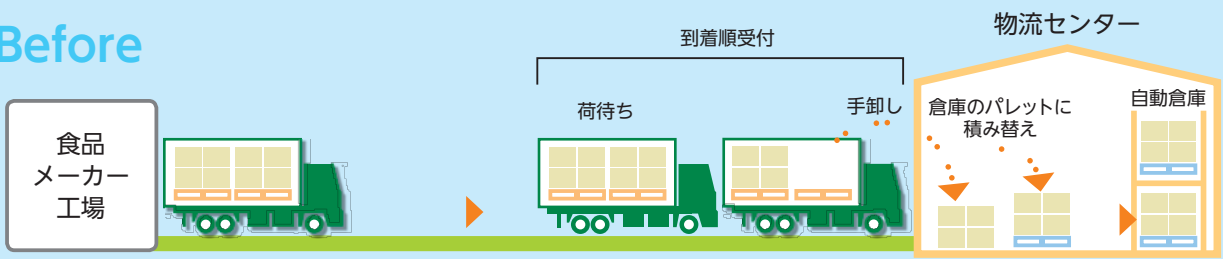 Before
食品
メーカー
工場
到着順受付
荷待ち
手卸し
物流センター
倉庫のパレットに
積み替え
自動倉庫